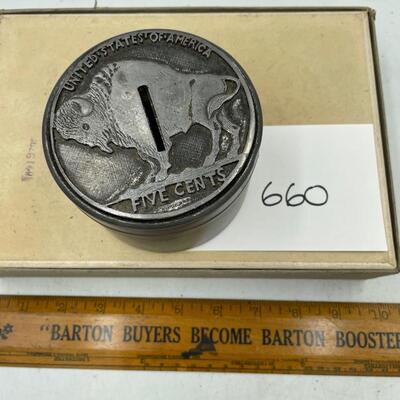 UNITED·STATES·OF·AMERICA
FIVE CENTS
660
"BARTON BUYERS BECOME BARTON BOOSTER